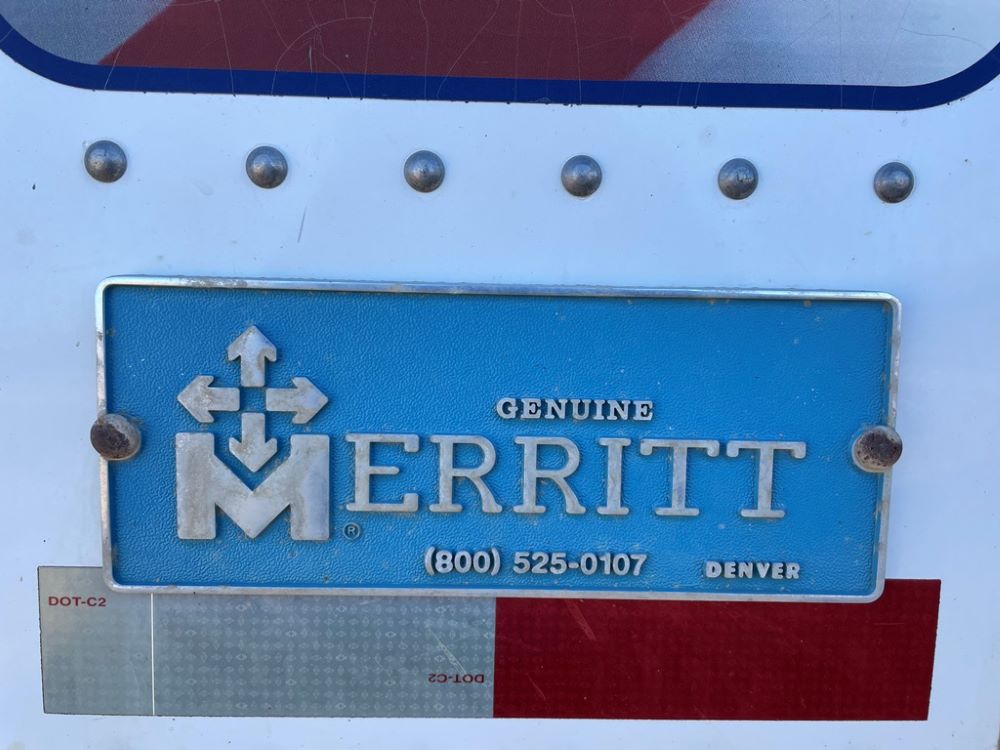 GENUINE
MERRITT
®
(800) 525-0107 DENVER
DOT-C2
DOT-C2